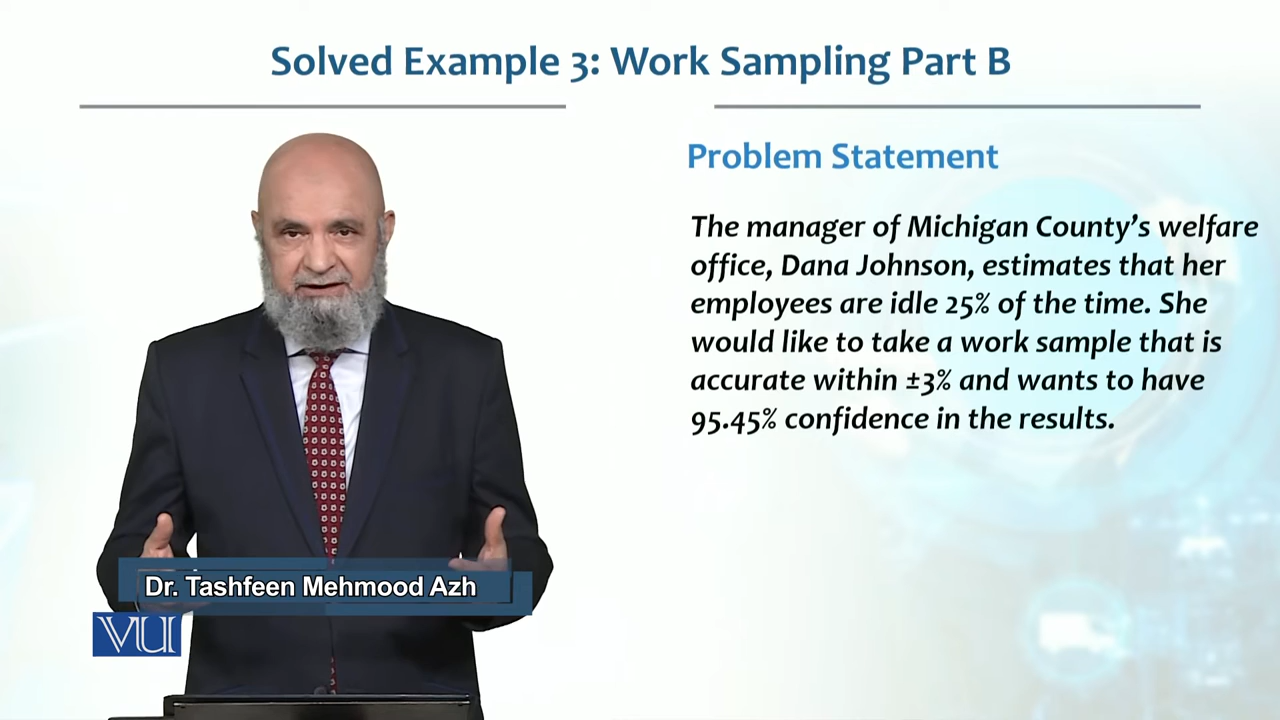 Solved Example 3: Work Sampling Part B
Problem Statement
The manager of Michigan County’s welfare
office, Dana Johnson, estimates that her
employees are idle 25% of the time. She
would like to take a work sample that is
accurate within ±3% and wants to have
95.45% confidence in the results.
Dr. Tashfeen Mehmood Azh
VU